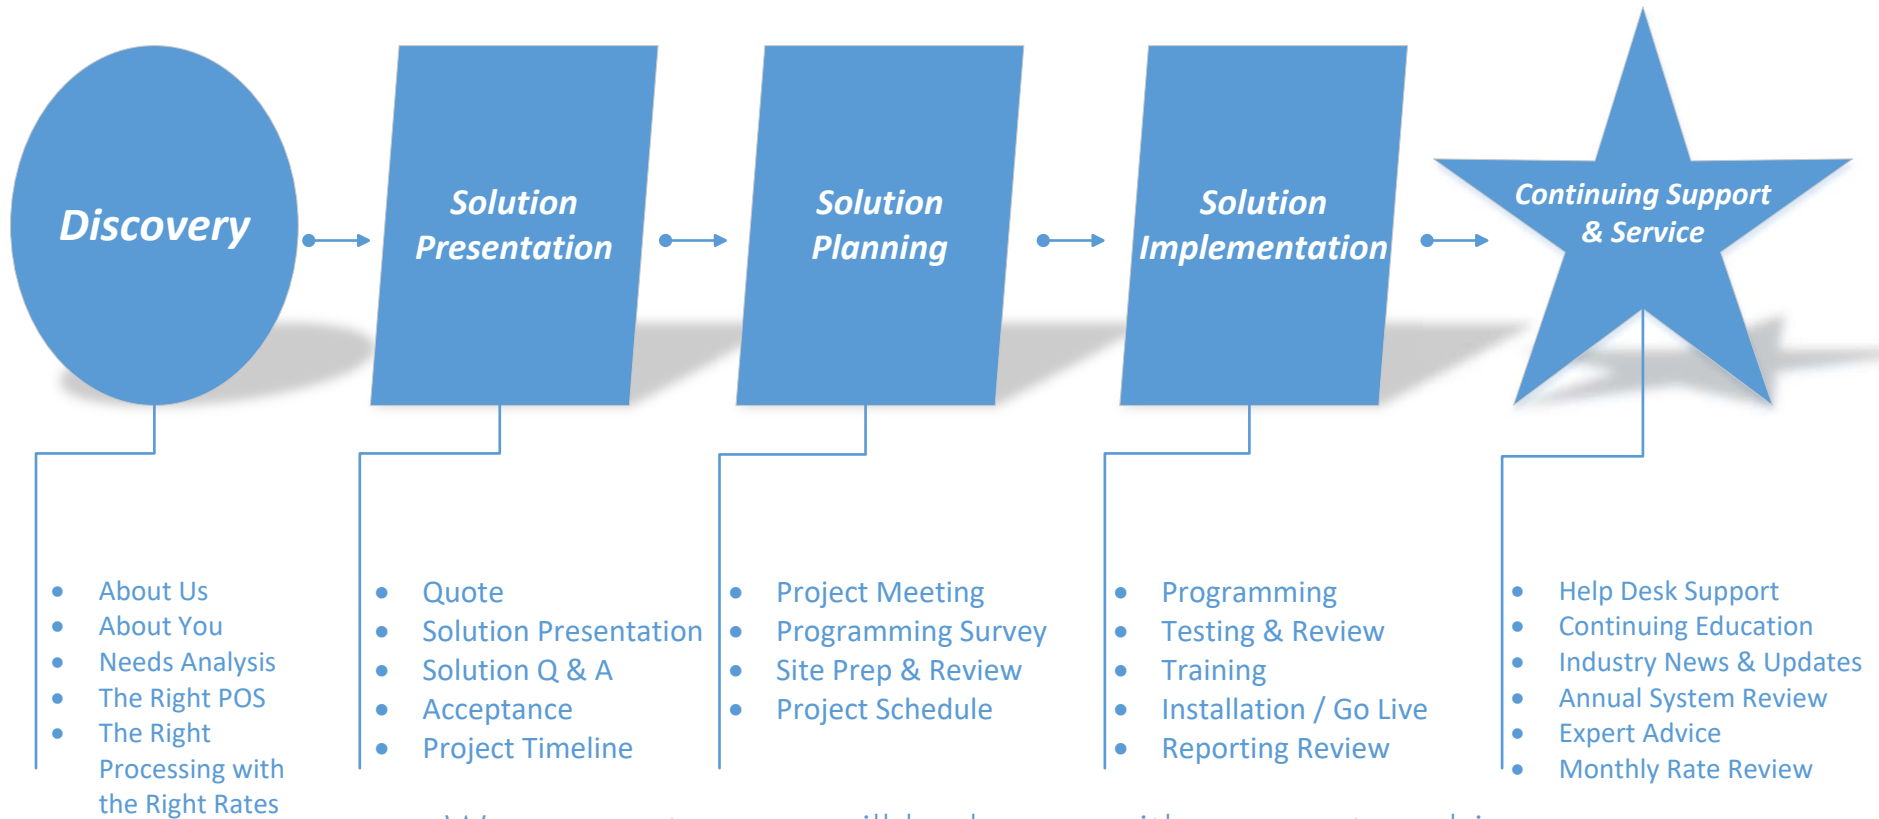 Discovery
Solution
Presentation
Solution
Planning
Solution
Implementation
Continuing Support
& Service
• About Us
• About You
• Needs Analysis
• The Right POS
• The Right
Processing with
the Right Rates
• Quote
• Solution Presentation
• Solution Q & A
• Acceptance
• Project Timeline
• Project Meeting
• Programming Survey
• Site Prep & Review
• Project Schedule
• Programming
• Testing & Review
• Training
• Installation / Go Live
• Reporting Review
• Help Desk Support
• Continuing Education
• Industry News & Updates
• Annual System Review
• Expert Advice
• Monthly Rate Review